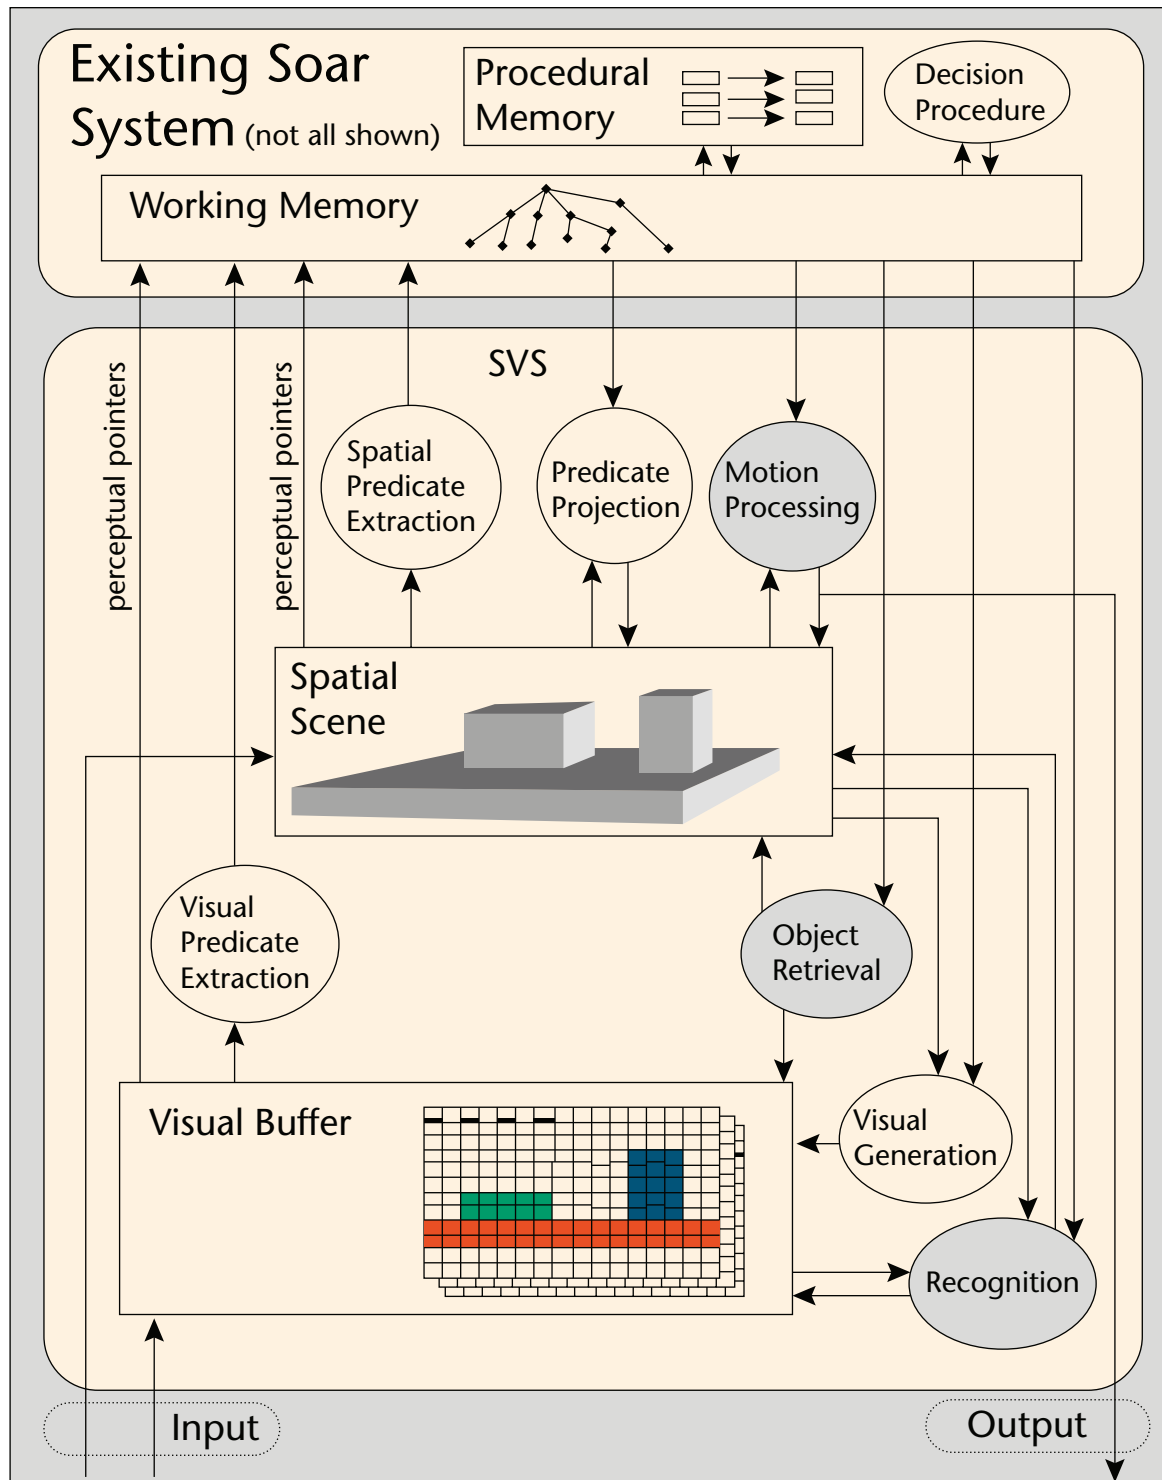 Existing Soar
System (not all shown)
Procedural
Memory
Decision
Procedure
Working Memory
SVS
perceptual pointers
perceptual pointers
Spatial
Predicate
Extraction
Predicate
Projection
Motion
Processing
Spatial
Scene
Visual
Predicate
Extraction
Object
Retrieval
Visual Buffer
Visual
Generation
Recognition
Input
Output